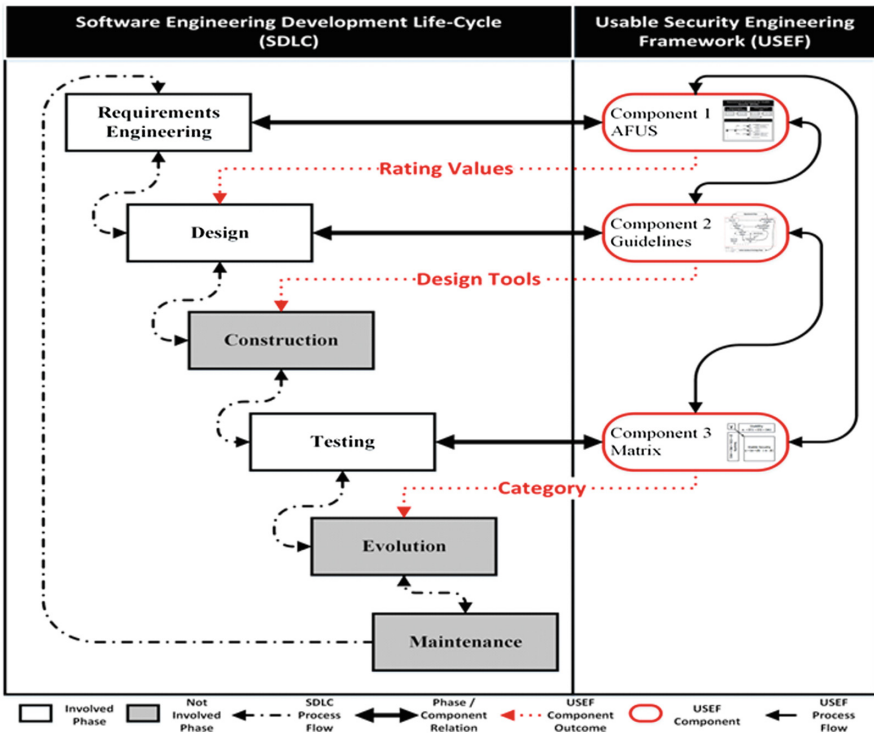 Software Engineering Development Life-Cycle
(SDLC)
Usable Security Engineering
Framework (USEF)
Requirements
Engineering
Component 1
AFUS
Rating Values
Design
Component 2
Guidelines
Design Tools
Construction
Testing
Component 3
Matrix
Category
Evolution
Maintenance
Involved
Phase
Not
Involved
Phase
SDLC
Process
Flow
Phase /
Component
Relation
USEF
Component
Outcome
USEF
Component
USEF
Process
Flow